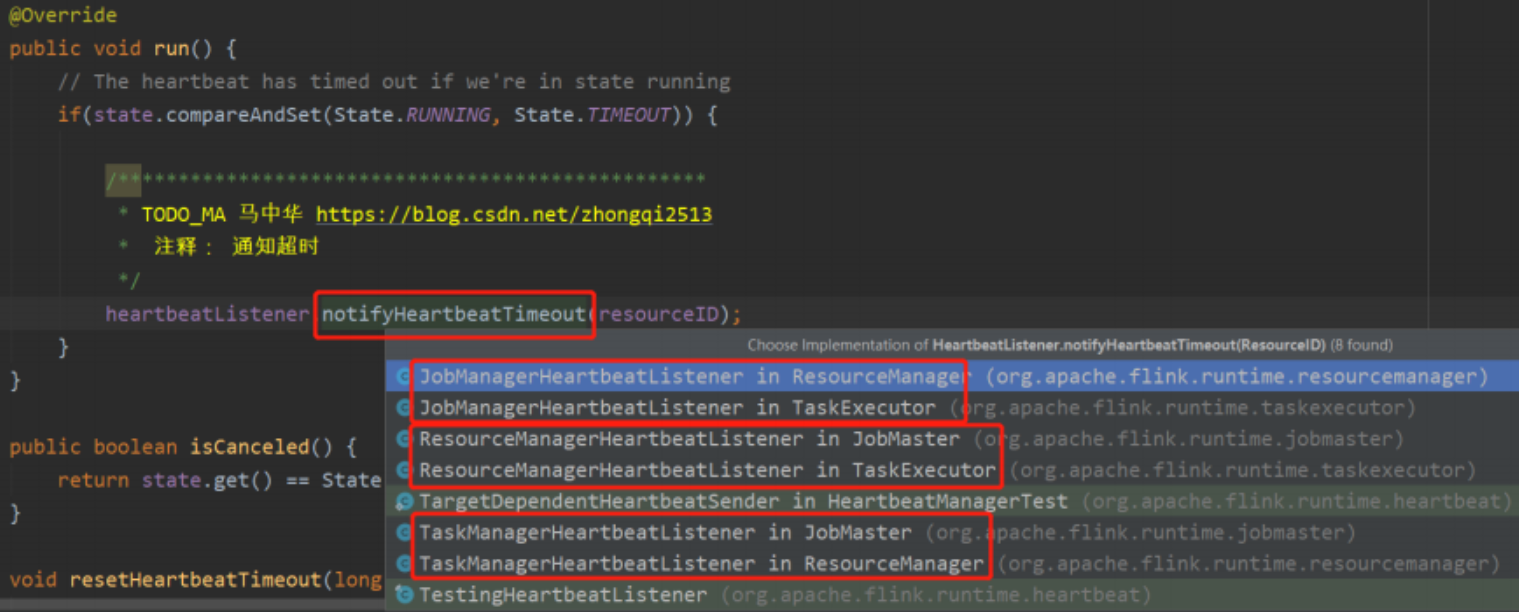 @Override
public void run() {
// The heartbeat has timed out if we're in state running
if(state.compareAndSet(State.RUNNING, State.TIMEOUT)) {
/*************************************************
* TODO_MA 马中华 https://blog.csdn.net/zhongqi2513
* 注释： 通知超时
*/
heartbeatListener.notifyHeartbeatTimeout(resourceID);
}
Choose Implementation of HeartbeatListener.notifyHeartbeatTimeout(ResourceID) (8 found)
JobManagerHeartbeatListener in ResourceManager (org.apache.flink.runtime.resourcemanager)
}
JobManagerHeartbeatListener in TaskExecutor (org.apache.flink.runtime.taskexecutor)
public boolean isCanceled() {
ResourceManagerHeartbeatListener in JobMaster (org.apache.flink.runtime.jobmaster)
return state.get() == State
ResourceManagerHeartbeatListener in TaskExecutor (org.apache.flink.runtime.taskexecutor)
}
TargetDependentHeartbeatSender in HeartbeatManagerTest (org.apache.flink.runtime.heartbeat)
TaskManagerHeartbeatListener in JobMaster (org.apache.flink.runtime.jobmaster)
TaskManagerHeartbeatListener in ResourceManager (org.apache.flink.runtime.resourcemanager)
void resetHeartbeatTimeout(long
TestingHeartbeatListener (org.apache.flink.runtime.heartbeat)